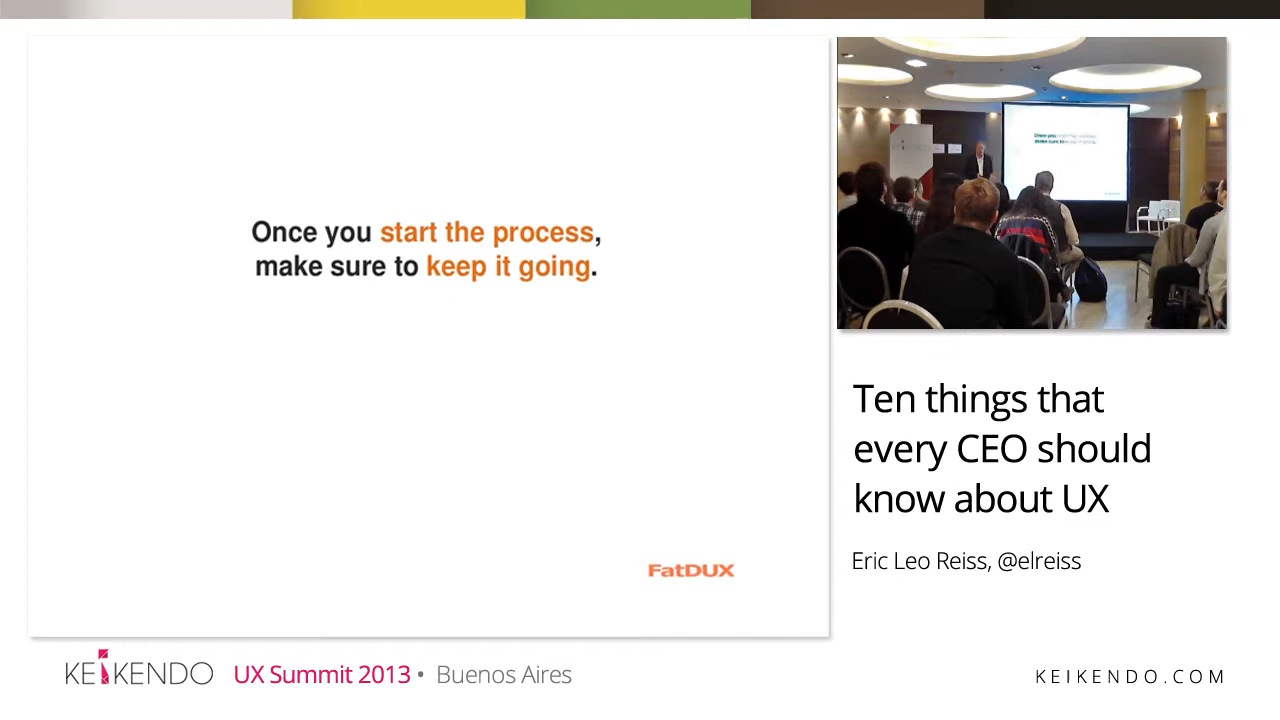 Once you start the process,
make sure to keep it going.
FatDUX
Ten things that
every CEO should
know about UX
Eric Leo Reiss, @elreiss
KEIKENDO UX Summit 2013 • Buenos Aires
KEIKENDO.COM